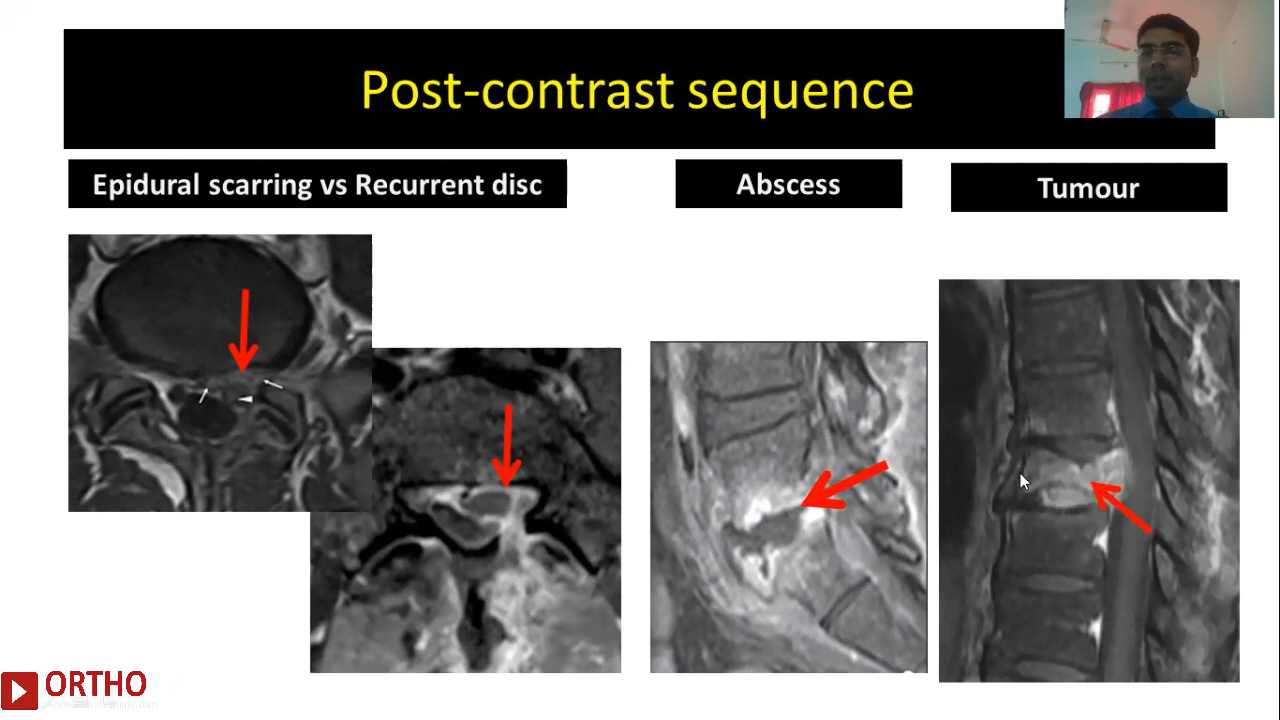 Post-contrast sequence
Epidural scarring vs Recurrent disc
Abscess
Tumour
ORTHO